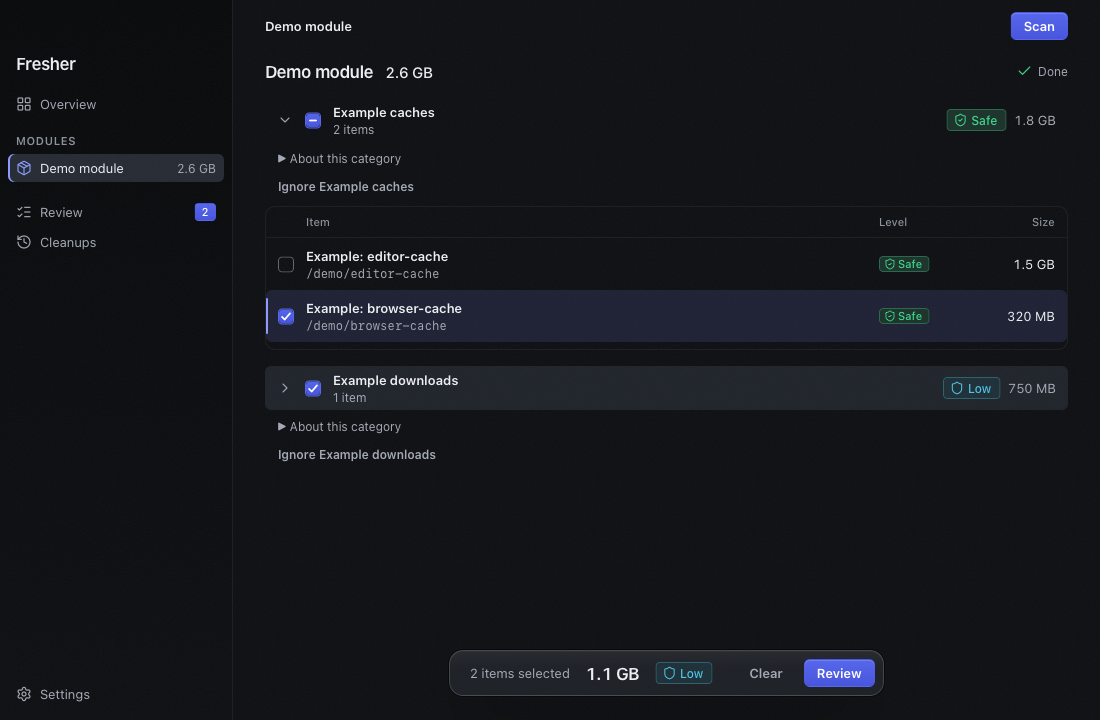 Fresher
Overview
MODULES
Demo module 2.6 GB
Review 2
Cleanups
Settings
Demo module Scan
Demo module 2.6 GB Done
Example caches
2 items
Safe 1.8 GB
About this category
Ignore Example caches
Item Level Size
Example: editor-cache
/demo/editor-cache
Safe 1.5 GB
Example: browser-cache
/demo/browser-cache
Safe 320 MB
Example downloads
1 item
Low 750 MB
About this category
Ignore Example downloads
2 items selected 1.1 GB Low Clear Review